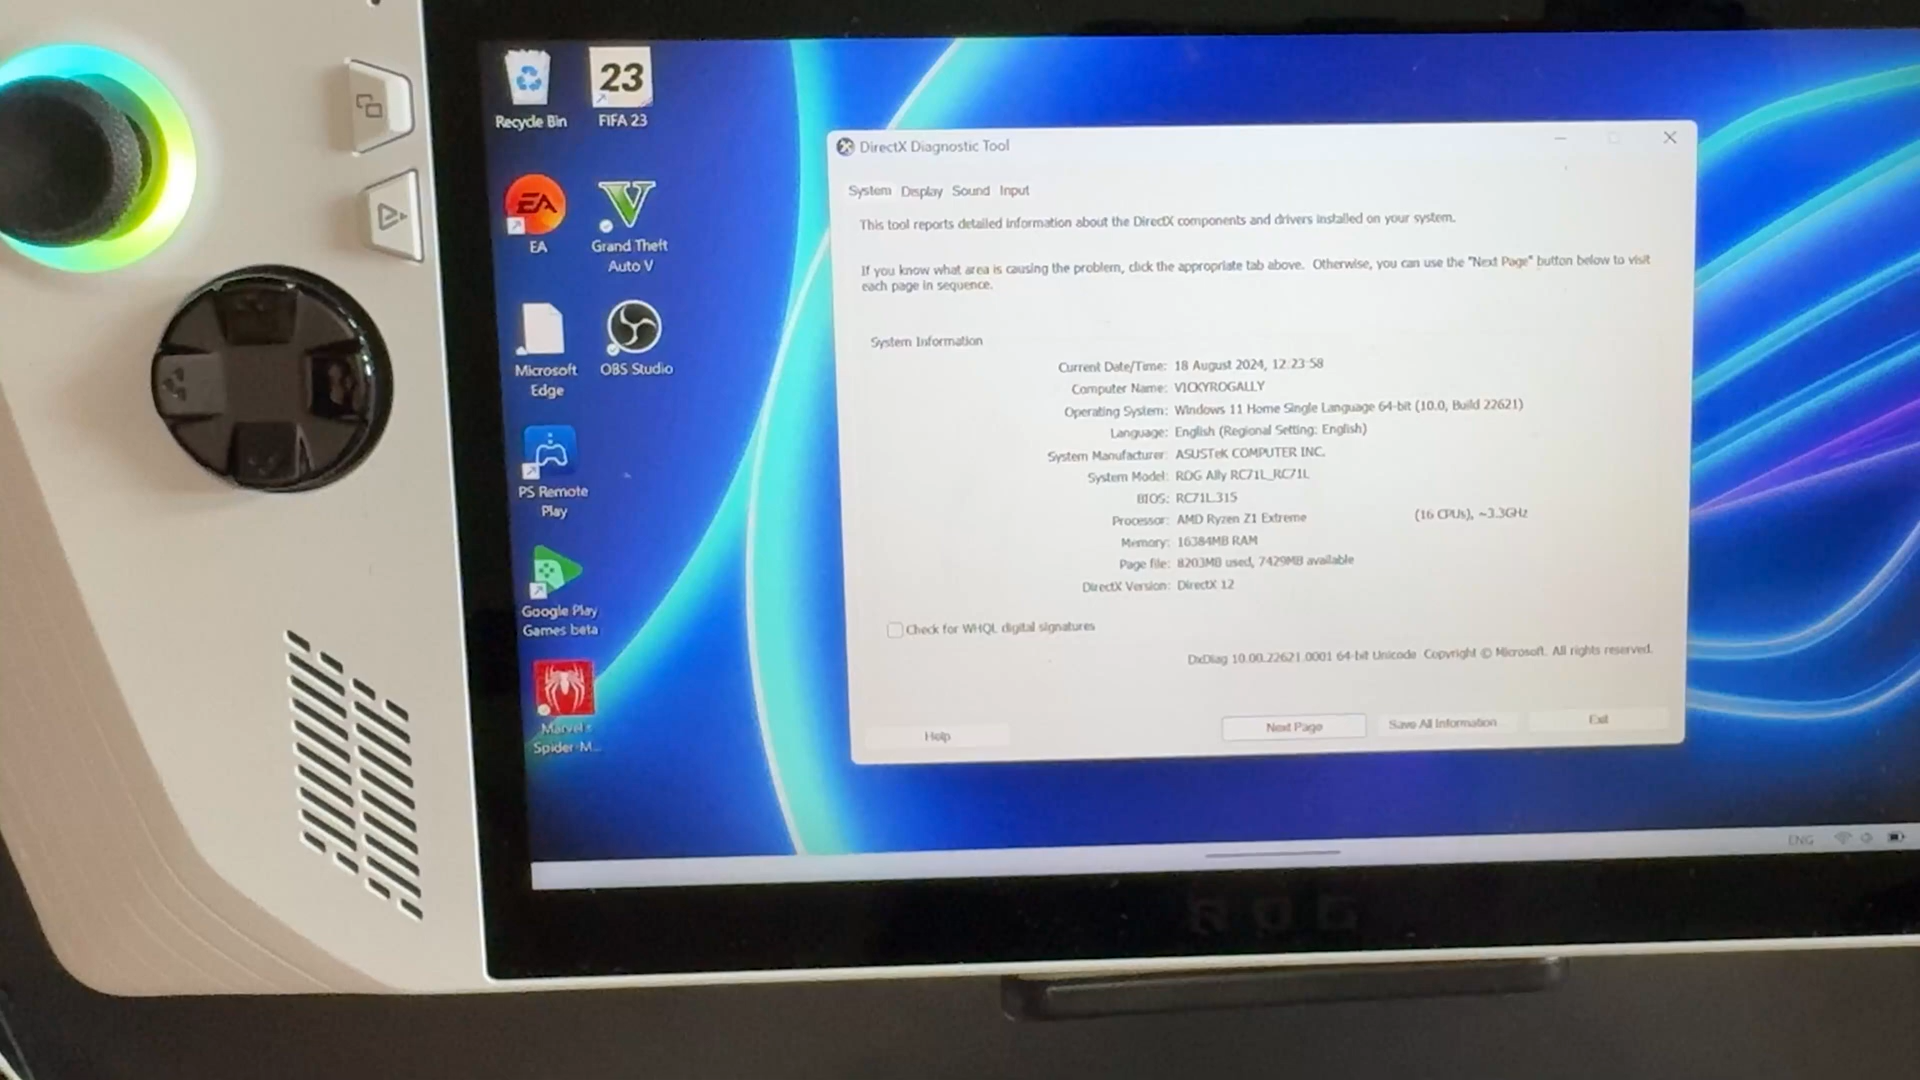 Recycle Bin
23
FIFA 23
EA
EA
V
Grand Theft
Auto V
Microsoft
Edge
OBS Studio
PS Remote
Play
Google Play
Games beta
Marvel's
Spider-M...
DirectX Diagnostic Tool
System Display Sound Input
This tool reports detailed information about the DirectX components and drivers installed on your system.
If you know what area is causing the problem, click the appropriate tab above. Otherwise, you can use the "Next Page" button below to visit
each page in sequence.
System Information
Current Date/Time: 18 August 2024, 12:23:58
Computer Name: VICKYROGALLY
Operating System: Windows 11 Home Single Language 64-bit (10.0, Build 22621)
Language: English (Regional Setting: English)
System Manufacturer: ASUSTeK COMPUTER INC.
System Model: ROG Ally RC71L_RC71L
BIOS: RC71L.315
Processor: AMD Ryzen Z1 Extreme (16 CPUs), ~3.3GHz
Memory: 16384MB RAM
Page file: 8203MB used, 7429MB available
DirectX Version: DirectX 12
Check for WHQL digital signatures
DxDiag 10.00.22621.0001 64-bit Unicode Copyright © Microsoft. All rights reserved.
Help
Next Page
Save All Information
Exit
ENG
ROG